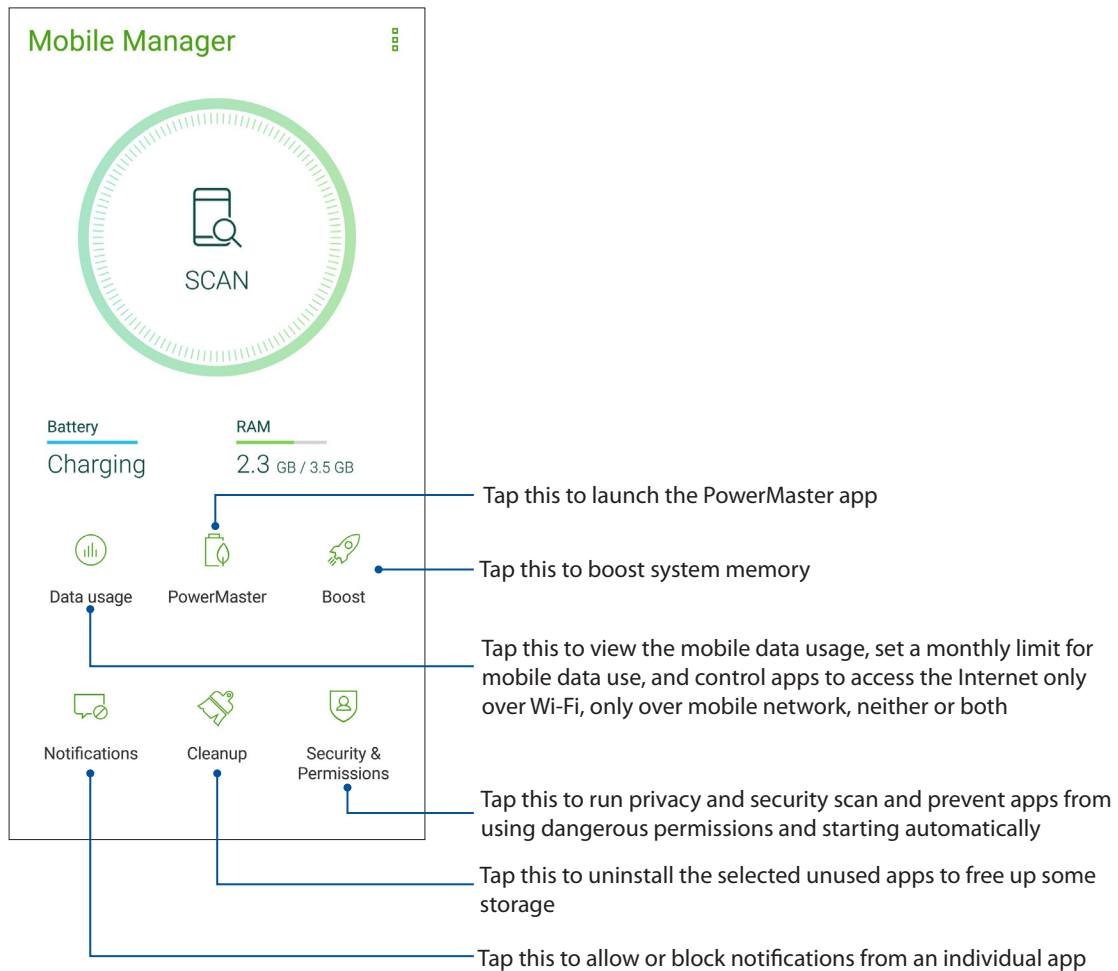 Mobile Manager
SCAN
Battery
RAM
Charging
2.3 GB / 3.5 GB
Tap this to launch the PowerMaster app
Tap this to boost system memory
Data usage
PowerMaster
Boost
Tap this to view the mobile data usage, set a monthly limit for
mobile data use, and control apps to access the Internet only
over Wi-Fi, only over mobile network, neither or both
Notifications
Cleanup
Security &
Permissions
Tap this to run privacy and security scan and prevent apps from
using dangerous permissions and starting automatically
Tap this to uninstall the selected unused apps to free up some
storage
Tap this to allow or block notifications from an individual app